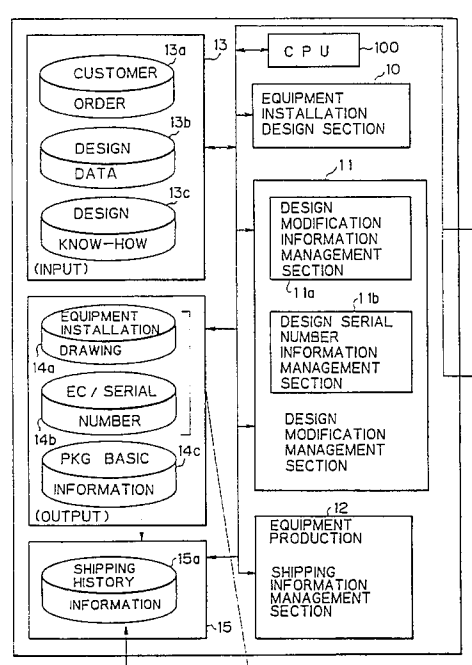 13a
13
CUSTOMER
ORDER
13b
DESIGN
DATA
13c
DESIGN
KNOW-HOW
(INPUT)
CPU
100
10
EQUIPMENT
INSTALLATION
DESIGN SECTION
11
DESIGN
MODIFICATION
INFORMATION
MANAGEMENT
SECTION
11a
11b
DESIGN SERIAL
NUMBER
INFORMATION
MANAGEMENT
SECTION
DESIGN
MODIFICATION
MANAGEMENT
SECTION
EQUIPMENT
INSTALLATION
DRAWING
14a
EC / SERIAL
NUMBER
14b
14c
PKG BASIC
INFORMATION
(OUTPUT)
12
EQUIPMENT
PRODUCTION
SHIPPING
INFORMATION
MANAGEMENT
SECTION
15a
SHIPPING
HISTORY
INFORMATION
15